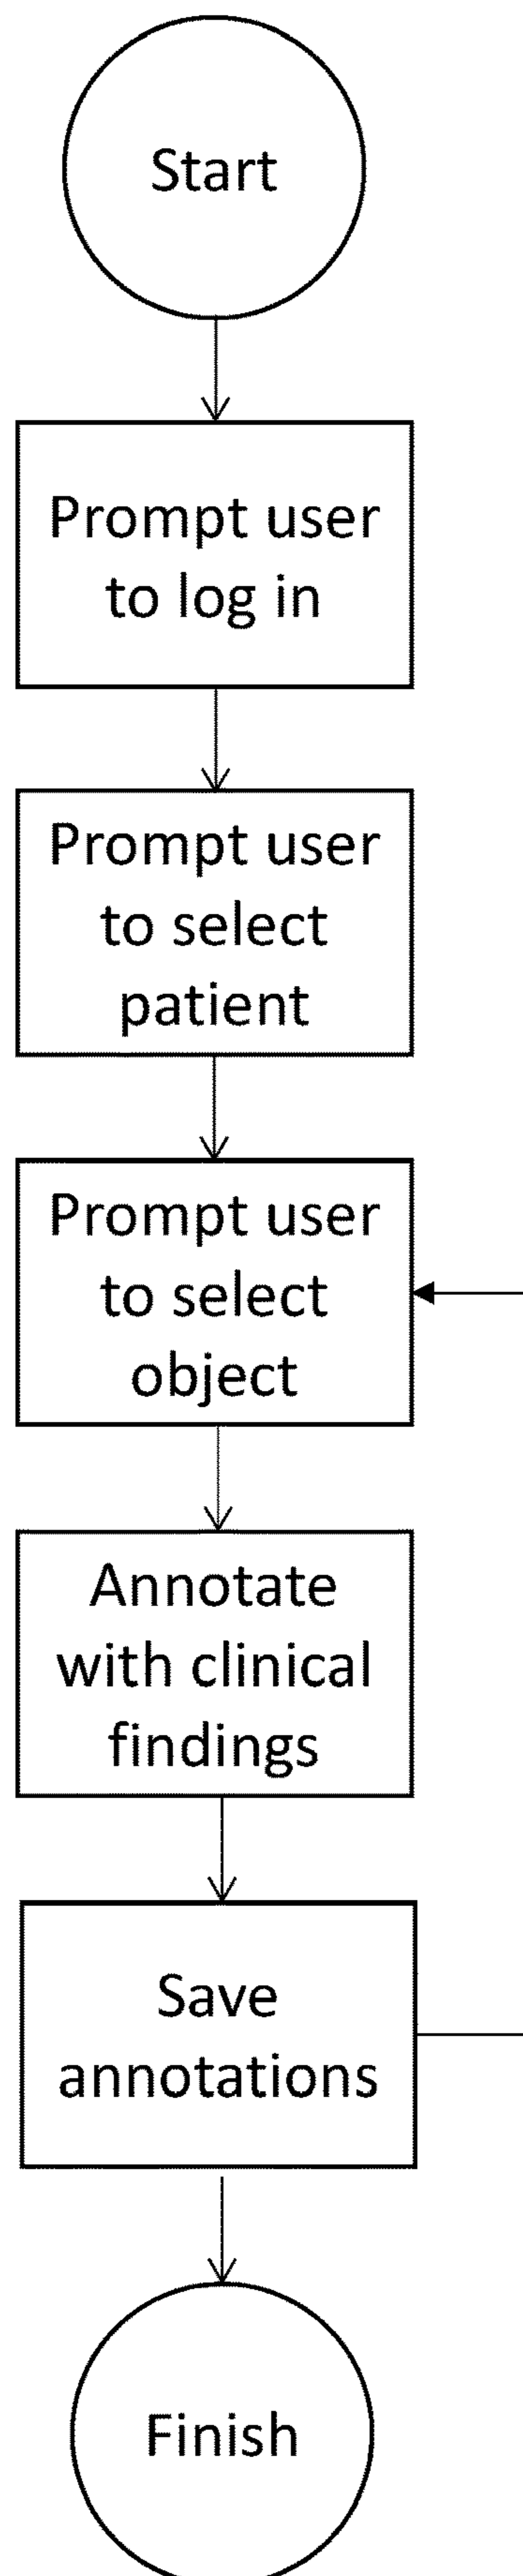 Start
Prompt user
to log in
Prompt user
to select
patient
Prompt user
to select
object
Annotate
with clinical
findings
Save
annotations
Finish